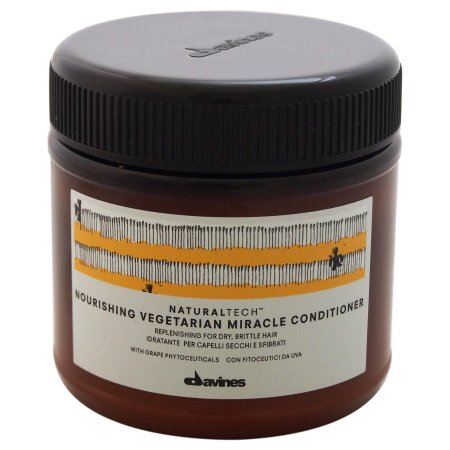 davines
NATURALTECH™
NOURISHING VEGETARIAN MIRACLE CONDITIONER
REPLENISHING FOR DRY, BRITTLE HAIR
IDRATANTE PER CAPELLI SECCHI E SFIBRATI
WITH GRAPE PHYTOCEUTICALS CON FITOCEUTICI DA UVA
davines